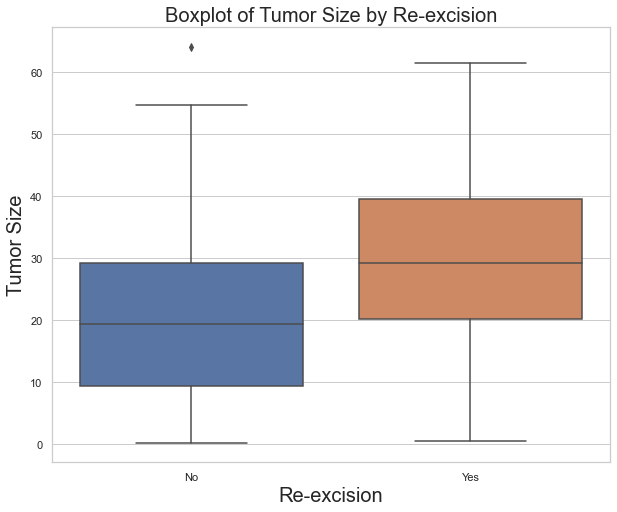 Boxplot of Tumor Size by Re-excision
60
50
40
30
20
10
0
Tumor Size
No
Yes
Re-excision